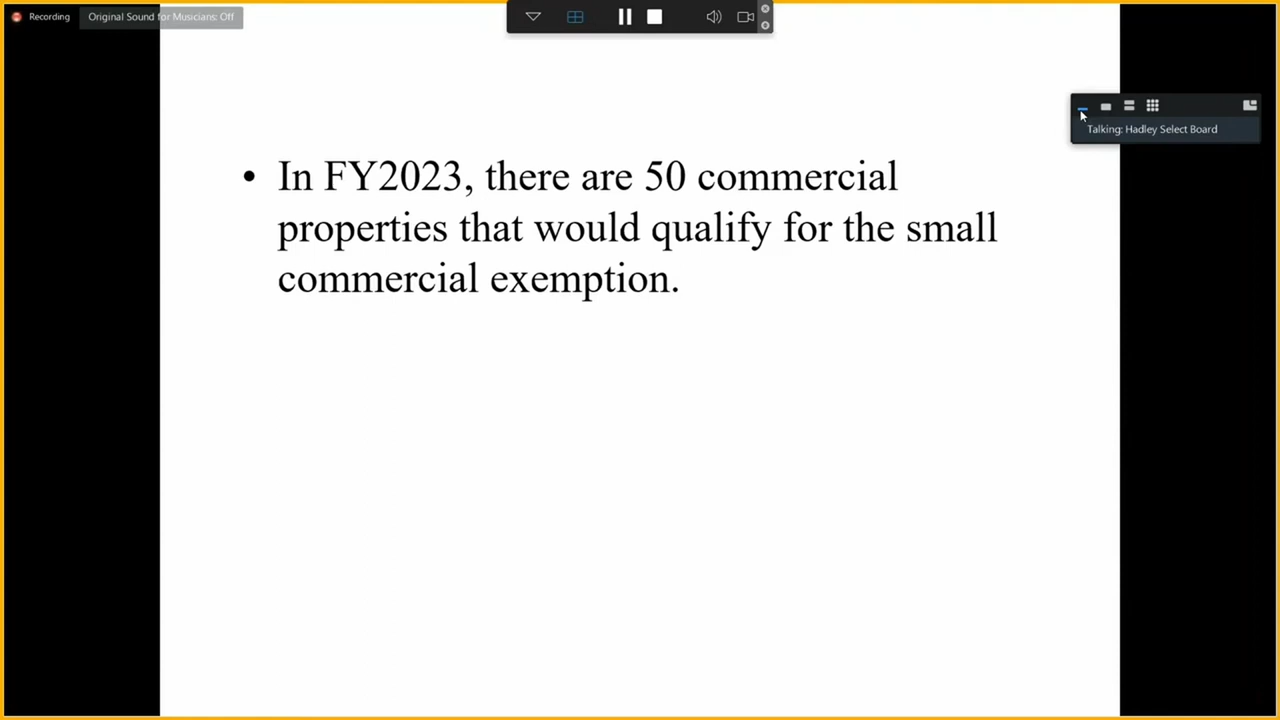 Recording
Original Sound for Musicians: Off
Talking: Hadley Select Board
• In FY2023, there are 50 commercial
properties that would qualify for the small
commercial exemption.